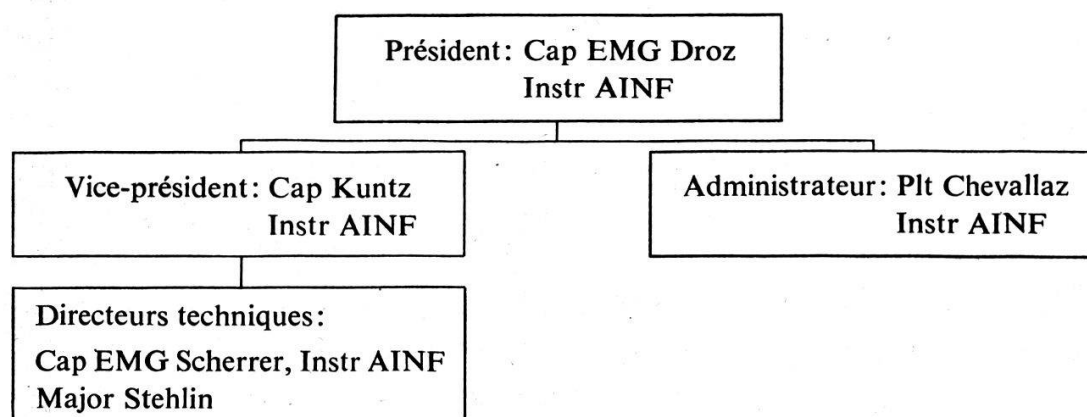 Président: Cap EMG Droz
Instr AINF
Vice-président: Cap Kuntz
Instr AINF
Administrateur: Plt Chevallaz
Instr AINF
Directeurs techniques:
Cap EMG Scherrer, Instr AINF
Major Stehlin